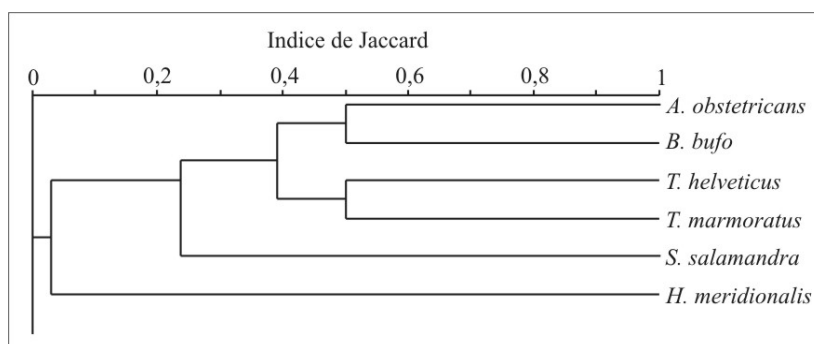 Indice de Jaccard
0 0,2 0,4 0,6 0,8 1
A. obstetricans
B. bufo
T. helveticus
T. marmoratus
S. salamandra
H. meridionalis